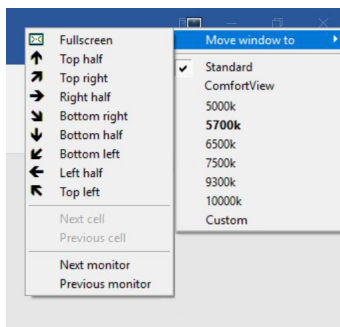 Fullscreen
Top half
Top right
Right half
Bottom right
Bottom half
Bottom left
Left half
Top left
Next cell
Previous cell
Next monitor
Previous monitor
Move window to
Standard
ComfortView
5000k
5700k
6500k
7500k
9300k
10000k
Custom